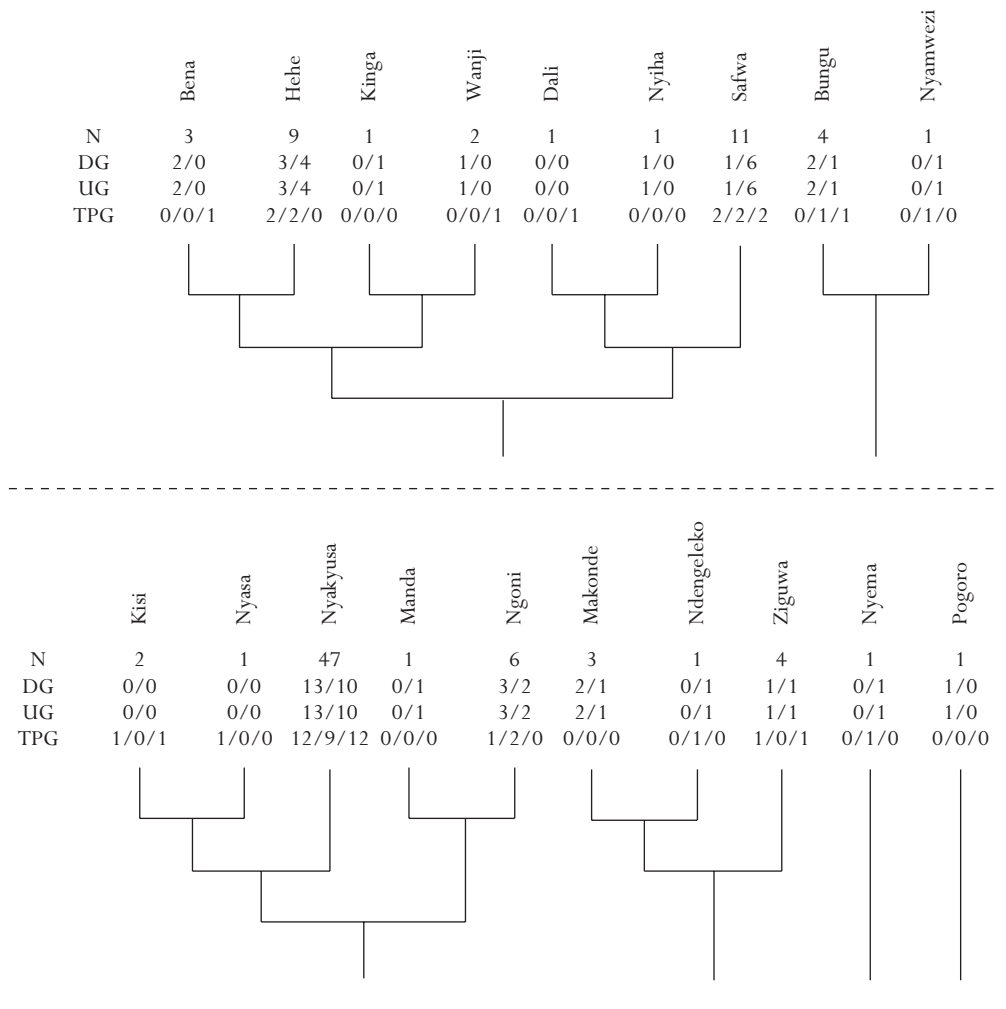 Bena Hehe Kinga Wanji Dali Nyiha Safwa Bungu Nyamwezi
N 3 9 1 2 1 1 11 4 1
DG 2/0 3/4 0/1 1/0 0/0 1/0 1/6 2/1 0/1
UG 2/0 3/4 0/1 1/0 0/0 1/0 1/6 2/1 0/1
TPG 0/0/1 2/2/0 0/0/0 0/0/1 0/0/1 0/0/0 2/2/2 0/1/1 0/1/0
Kisi Nyasa Nyakyusa Manda Ngoni Makonde Ndengeleko Ziguwa Nyema Pogoro
N 2 1 47 1 6 3 1 4 1 1
DG 0/0 0/0 13/10 0/1 3/2 2/1 0/1 1/1 0/1 1/0
UG 0/0 0/0 13/10 0/1 3/2 2/1 0/1 1/1 0/1 1/0
TPG 1/0/1 1/0/0 12/9/12 0/0/0 1/2/0 0/0/0 0/1/0 1/0/1 0/1/0 0/0/0